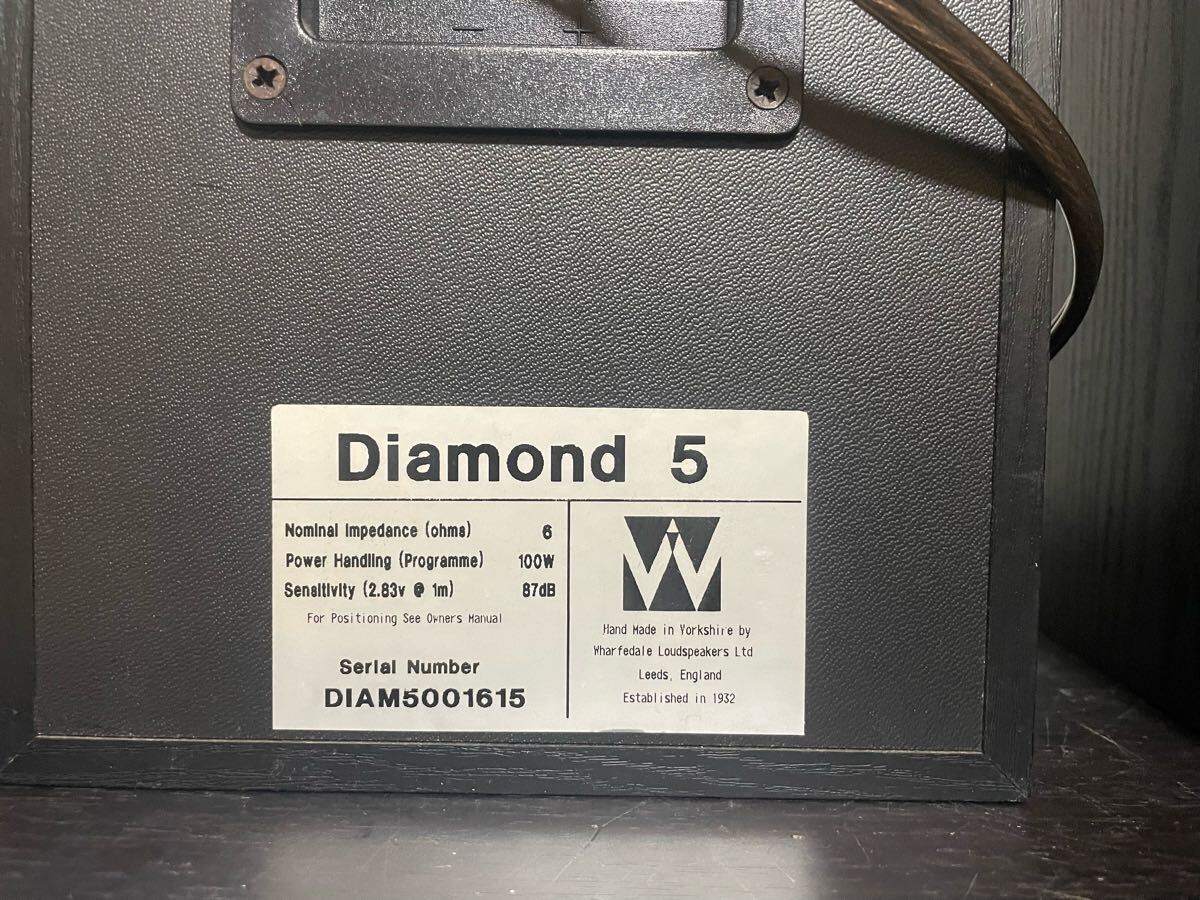 − +
Diamond 5
Nominal Impedance (ohms) 6
Power Handling (Programme) 100W
Sensitivity (2.83v @ 1m) 87dB
For Positioning See Owners Manual
Serial Number
DIAM5001615
W
Hand Made in Yorkshire by
Wharfedale Loudspeakers Ltd
Leeds, England
Established in 1932